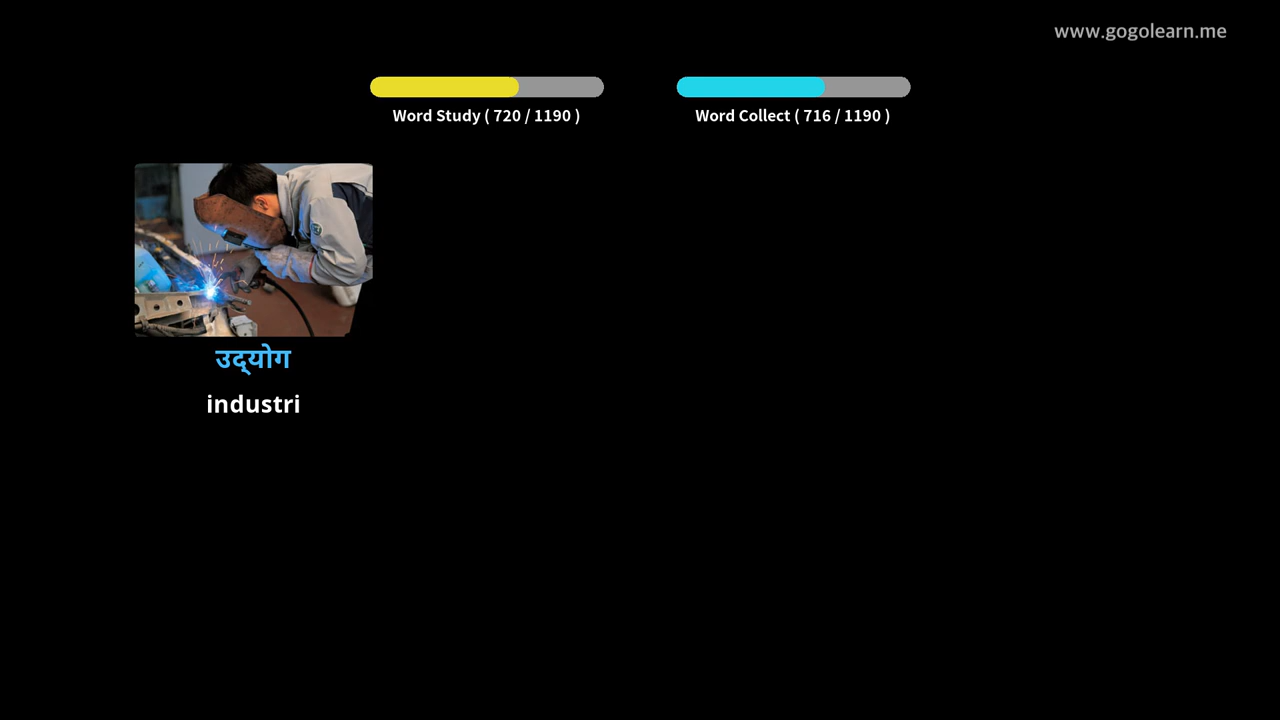 www.gogolearn.me
Word Study ( 720 / 1190 )
Word Collect ( 716 / 1190 )
उद्‌योग
industri